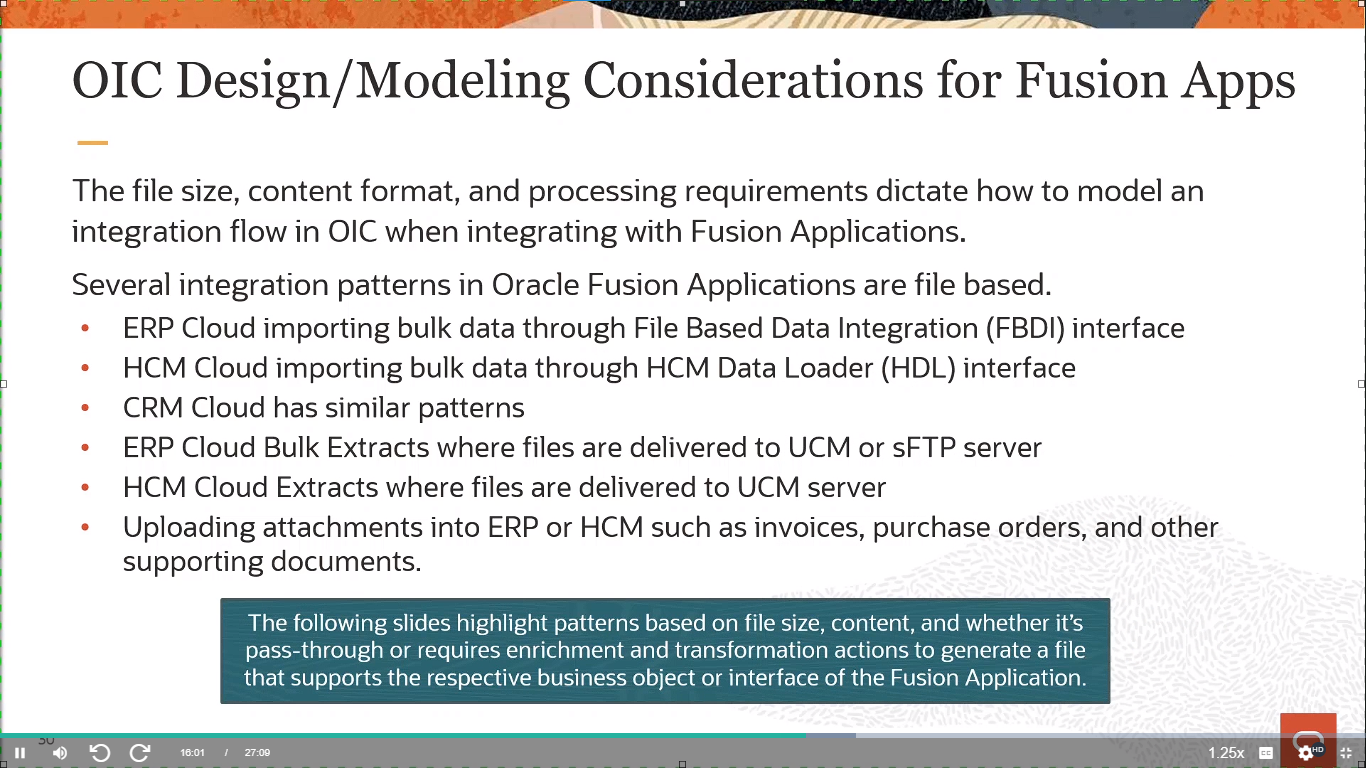 OIC Design/Modeling Considerations for Fusion Apps
The file size, content format, and processing requirements dictate how to model an
integration flow in OIC when integrating with Fusion Applications.
Several integration patterns in Oracle Fusion Applications are file based.
• ERP Cloud importing bulk data through File Based Data Integration (FBDI) interface
• HCM Cloud importing bulk data through HCM Data Loader (HDL) interface
• CRM Cloud has similar patterns
• ERP Cloud Bulk Extracts where files are delivered to UCM or sFTP server
• HCM Cloud Extracts where files are delivered to UCM server
• Uploading attachments into ERP or HCM such as invoices, purchase orders, and other
supporting documents.
The following slides highlight patterns based on file size, content, and whether it's
pass-through or requires enrichment and transformation actions to generate a file
that supports the respective business object or interface of the Fusion Application.
16:01 / 27:09 1.25x CC HD